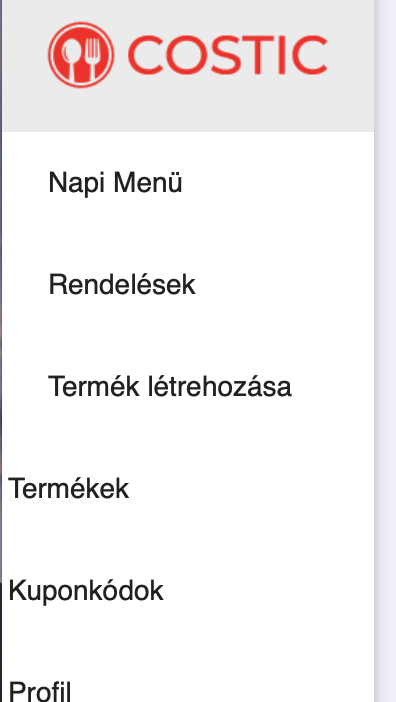 COSTIC
Napi Menü
Rendelések
Termék létrehozása
Termékek
Kuponkódok
Profil